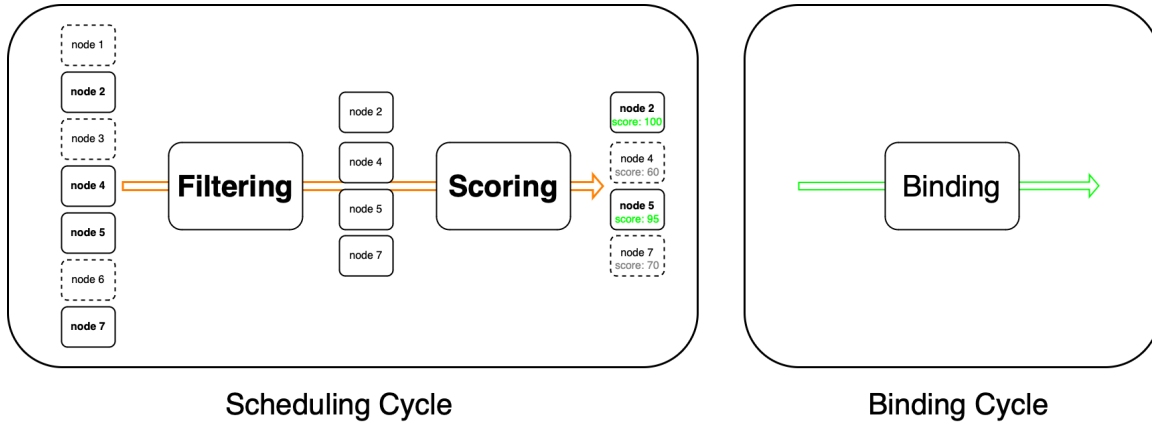 node 1
node 2
node 3
node 4
node 5
node 6
node 7
Filtering
node 2
node 4
node 5
node 7
Scoring
node 2
score: 100
node 4
score: 60
node 5
score: 95
node 7
score: 70
Scheduling Cycle
Binding
Binding Cycle